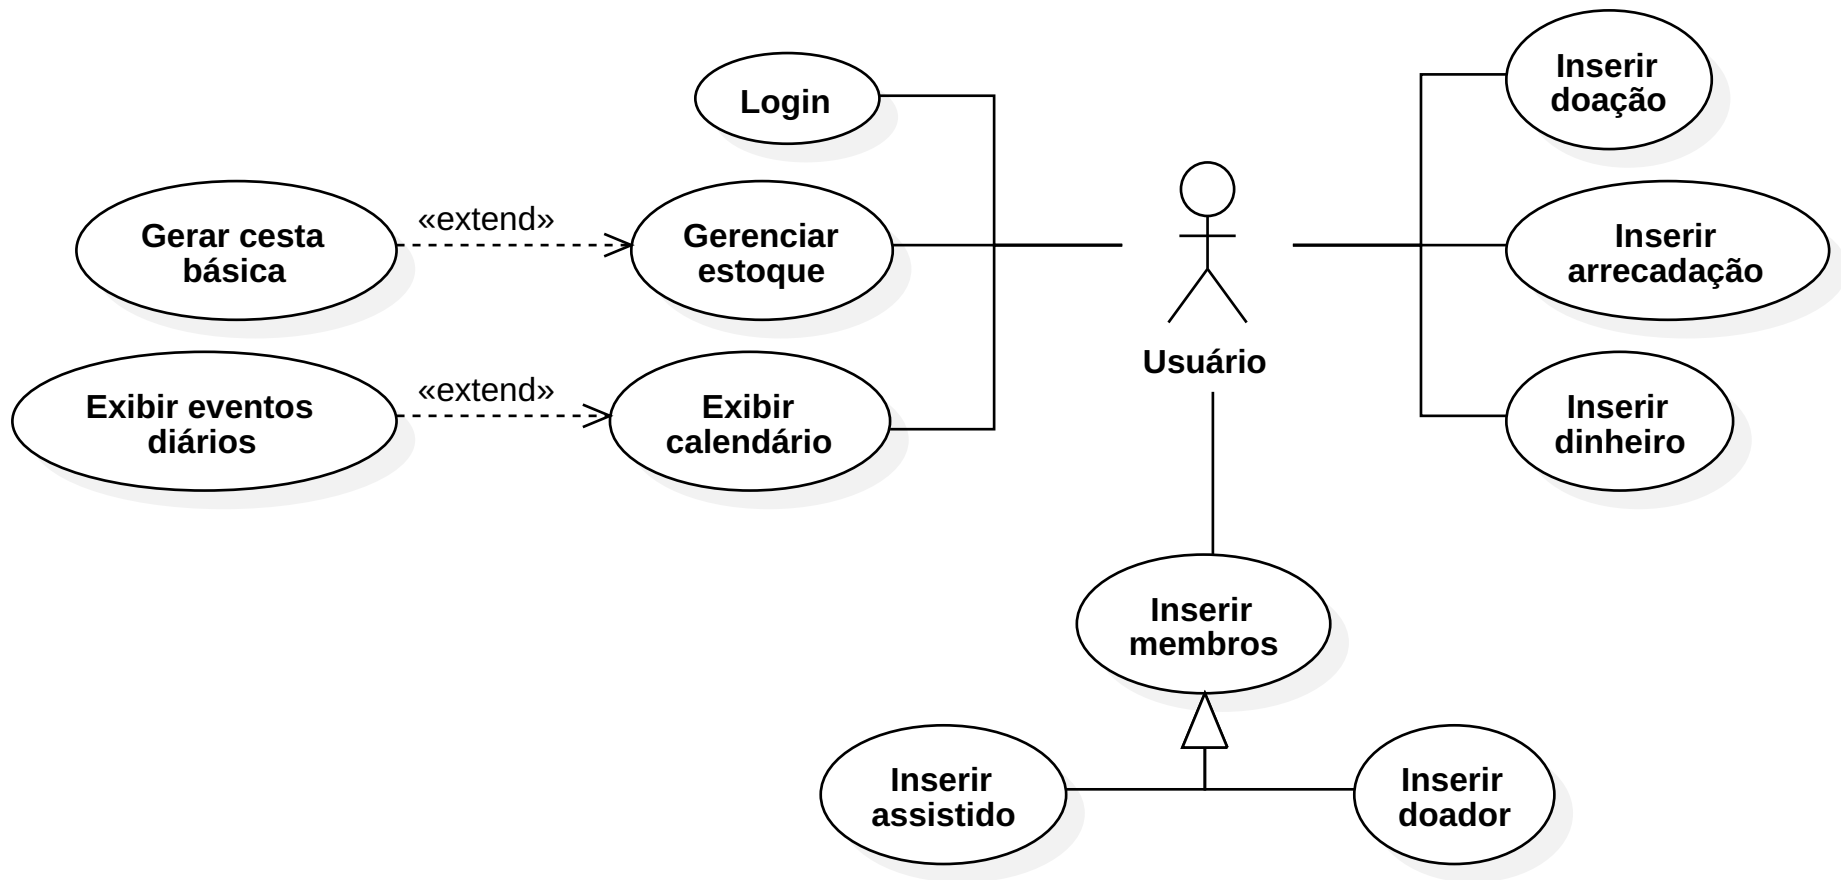 Login
Inserir
doação
Gerar cesta
básica
«extend»
Gerenciar
estoque
Inserir
arrecadação
Usuário
Exibir eventos
diários
«extend»
Exibir
calendário
Inserir
dinheiro
Inserir
membros
Inserir
assistido
Inserir
doador